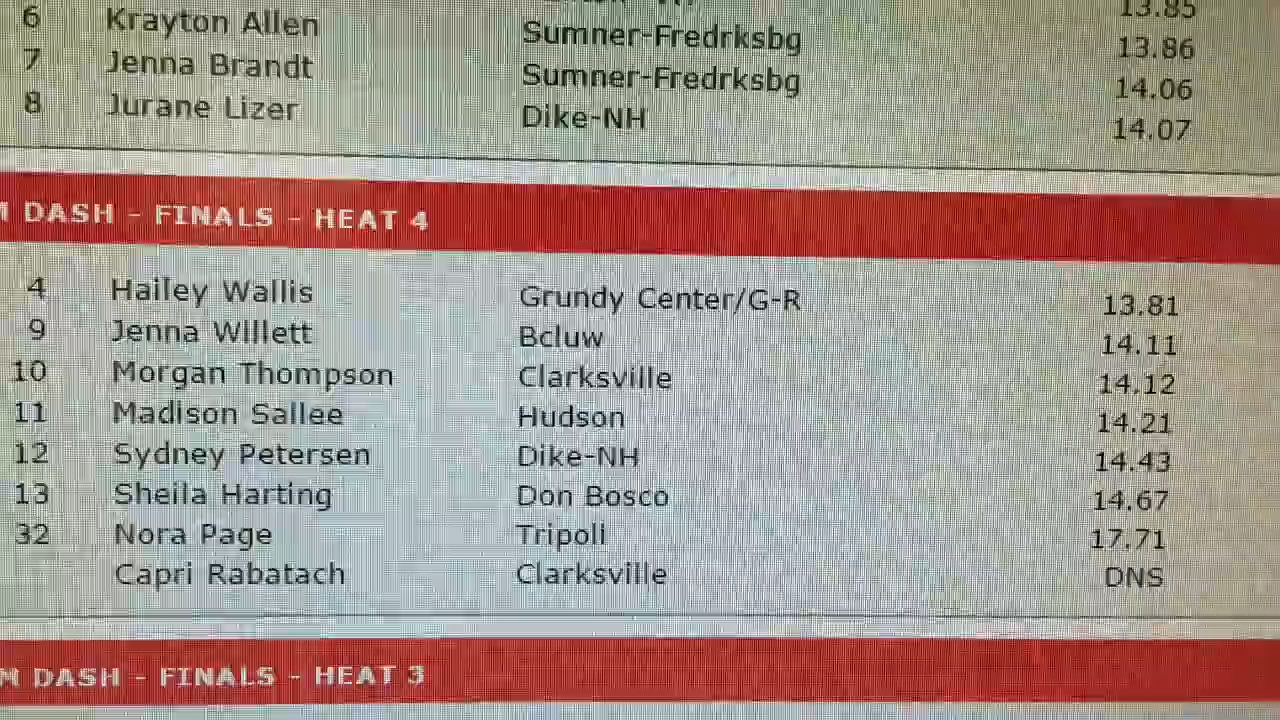 13.85
6 Krayton Allen Sumner-Fredrksbg 13.86
7 Jenna Brandt Sumner-Fredrksbg 14.06
8 Jurane Lizer Dike-NH 14.07
M DASH - FINALS - HEAT 4
4 Hailey Wallis Grundy Center/G-R 13.81
9 Jenna Willett Bcluw 14.11
10 Morgan Thompson Clarksville 14.12
11 Madison Sallee Hudson 14.21
12 Sydney Petersen Dike-NH 14.43
13 Sheila Harting Don Bosco 14.67
32 Nora Page Tripoli 17.71
Capri Rabatach Clarksville DNS
M DASH - FINALS - HEAT 3